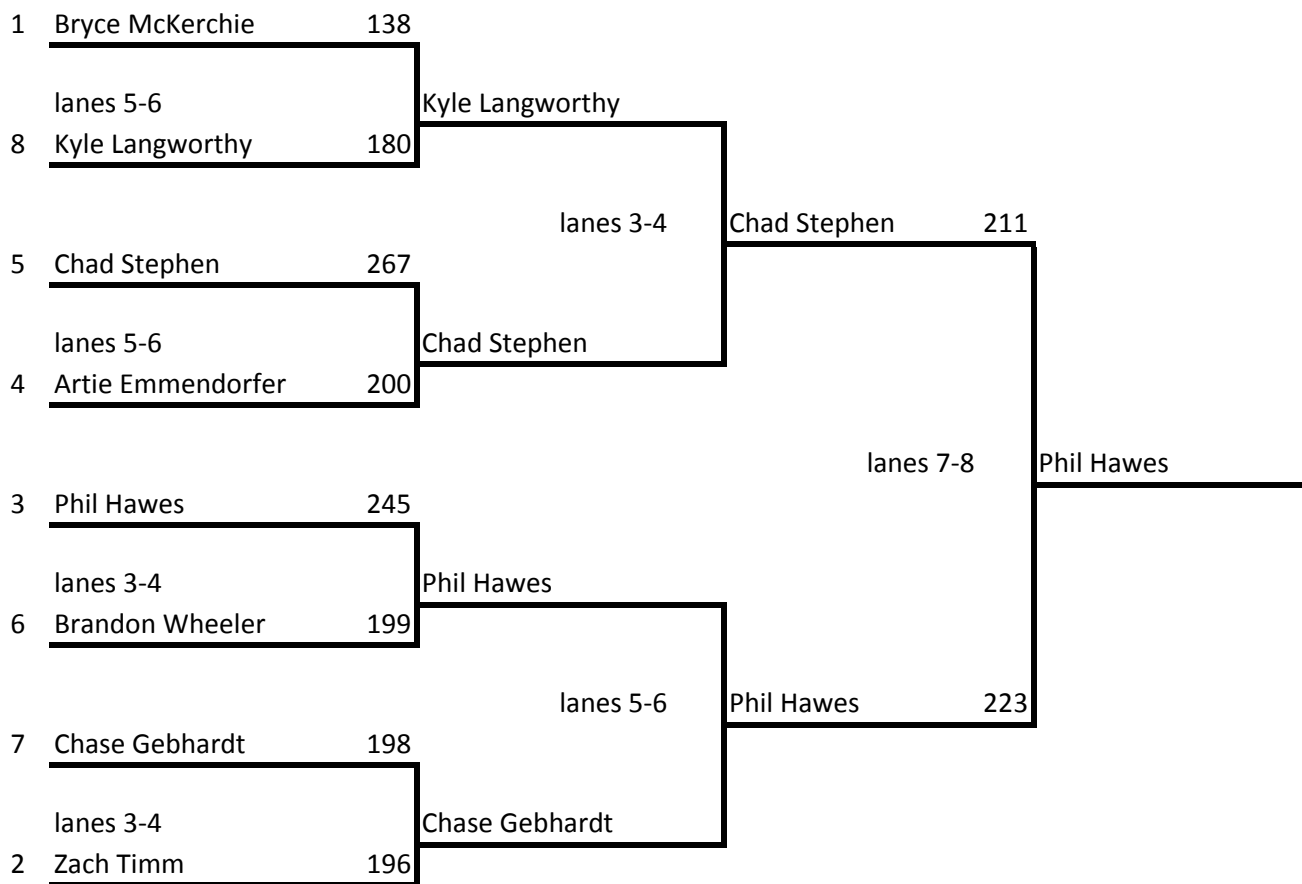 1 Bryce McKerchie 138
lanes 5-6 Kyle Langworthy
8 Kyle Langworthy 180
lanes 3-4 Chad Stephen 211
5 Chad Stephen 267
lanes 5-6 Chad Stephen
4 Artie Emmendorfer 200
lanes 7-8 Phil Hawes
3 Phil Hawes 245
lanes 3-4 Phil Hawes
6 Brandon Wheeler 199
lanes 5-6 Phil Hawes 223
7 Chase Gebhardt 198
lanes 3-4 Chase Gebhardt
2 Zach Timm 196